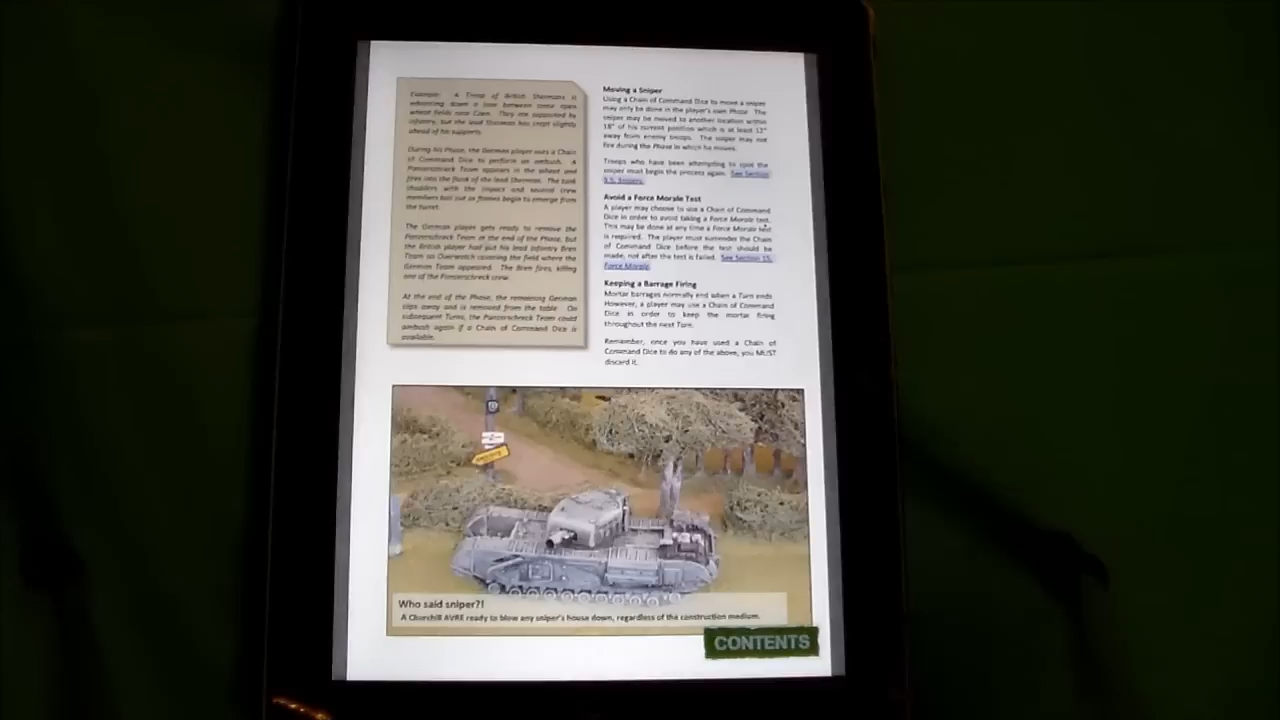 Example: A Troop of British Shermans is
advancing down a lane between some open
wheat fields near Caen. They are supported by
infantry, but the lead Sherman has crept slightly
ahead of his supports.
During his Phase, the German player uses a Chain
of Command Dice to perform an ambush. A
Panzerschreck Team appears in the wheat and
fires into the flank of the lead Sherman. The tank
shudders with the impact and several crew
members bail out as flames begin to emerge from
the turret.
The German player gets ready to remove the
Panzerschreck Team at the end of the Phase, but
the British player had put his lead infantry Bren
Team on Overwatch covering the field where the
German Team appeared. The Bren fires, killing
one of the Panzerschreck crew.
At the end of the Phase, the remaining German
slips away and is removed from the table. On
subsequent Turns, the Panzerschreck Team could
ambush again if a Chain of Command Dice is
available.
Moving a Sniper
Using a Chain of Command Dice to move a sniper
may only be done in the player's own Phase. The
sniper may be moved to another location within
18" of his current position which is at least 12"
away from enemy troops. The sniper may not
fire during the Phase in which he moves.
Troops who have been attempting to spot the
sniper must begin the process again. See Section
9.5, Snipers.
Avoid a Force Morale Test
A player may choose to use a Chain of Command
Dice in order to avoid taking a Force Morale test.
This may be done at any time a Force Morale test
is required. The player must surrender the Chain
of Command Dice before the test should be
made, not after the test is failed. See Section 15,
Force Morale.
Keeping a Barrage Firing
Mortar barrages normally end when a Turn ends.
However, a player may use a Chain of Command
Dice in order to keep the mortar firing
throughout the next Turn.
Remember, once you have used a Chain of
Command Dice to do any of the above, you MUST
discard it.
Who said sniper?!
A Churchill AVRE ready to blow any sniper's house down, regardless of the construction medium.
CONTENTS